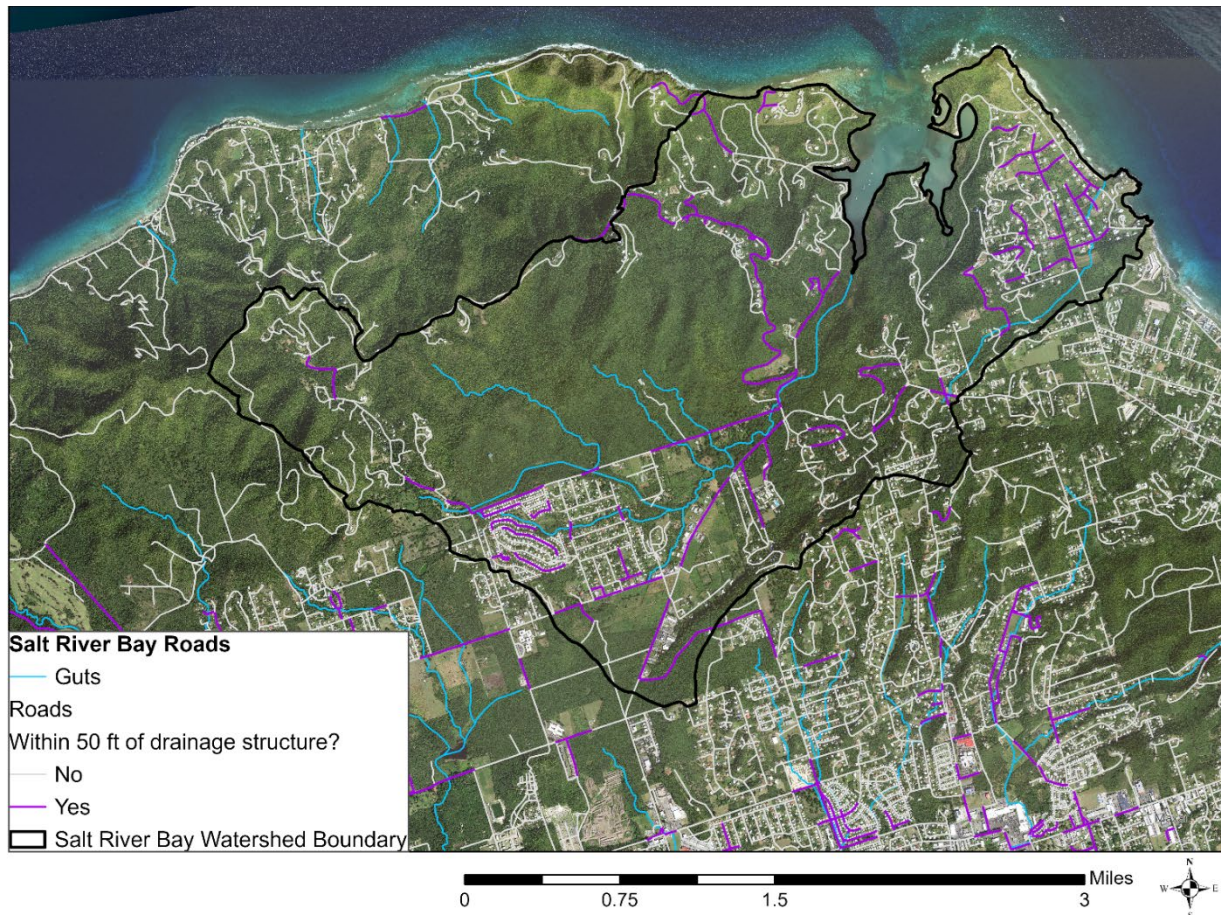 Salt River Bay Roads
Guts
Roads
Within 50 ft of drainage structure?
No
Yes
Salt River Bay Watershed Boundary
Miles
0 0.75 1.5 3
N
W E
S